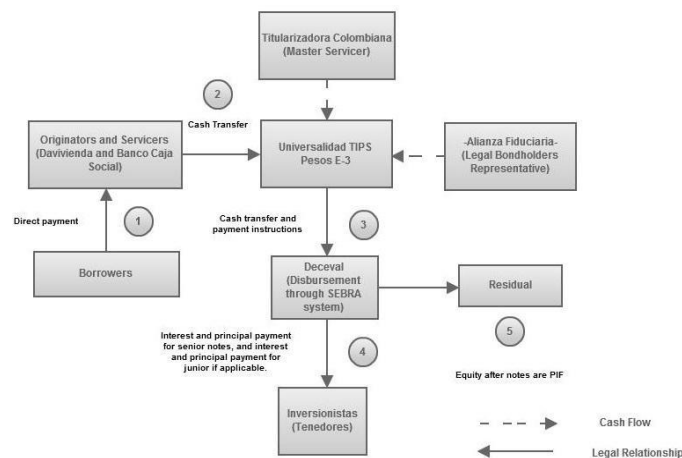 Titularizadora Colombiana
(Master Servicer)
2
Cash Transfer
Originators and Servicers
(Davivienda and Banco Caja
Social)
Universalidad TIPS
Pesos E-3
-Alianza Fiduciaria-
(Legal Bondholders
Representative)
Direct payment
1
Cash transfer and
payment instructions
3
Borrowers
Deceval
(Disbursement
through SEBRA
system)
Residual
Interest and principal payment
for senior notes, and interest
and principal payment for
junior if applicable.
4
5
Equity after notes are PIF
Inversionistas
(Tenedores)
Cash Flow
Legal Relationship